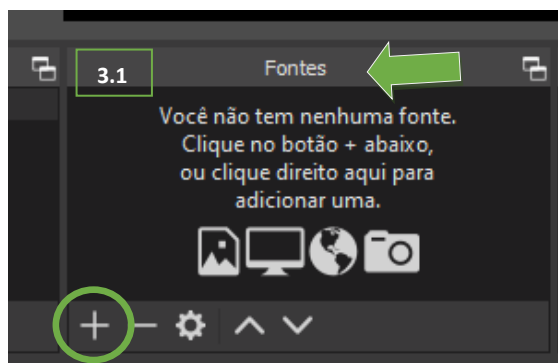 3.1
Fontes
Você não tem nenhuma fonte.
Clique no botão + abaixo,
ou clique direito aqui para
adicionar uma.